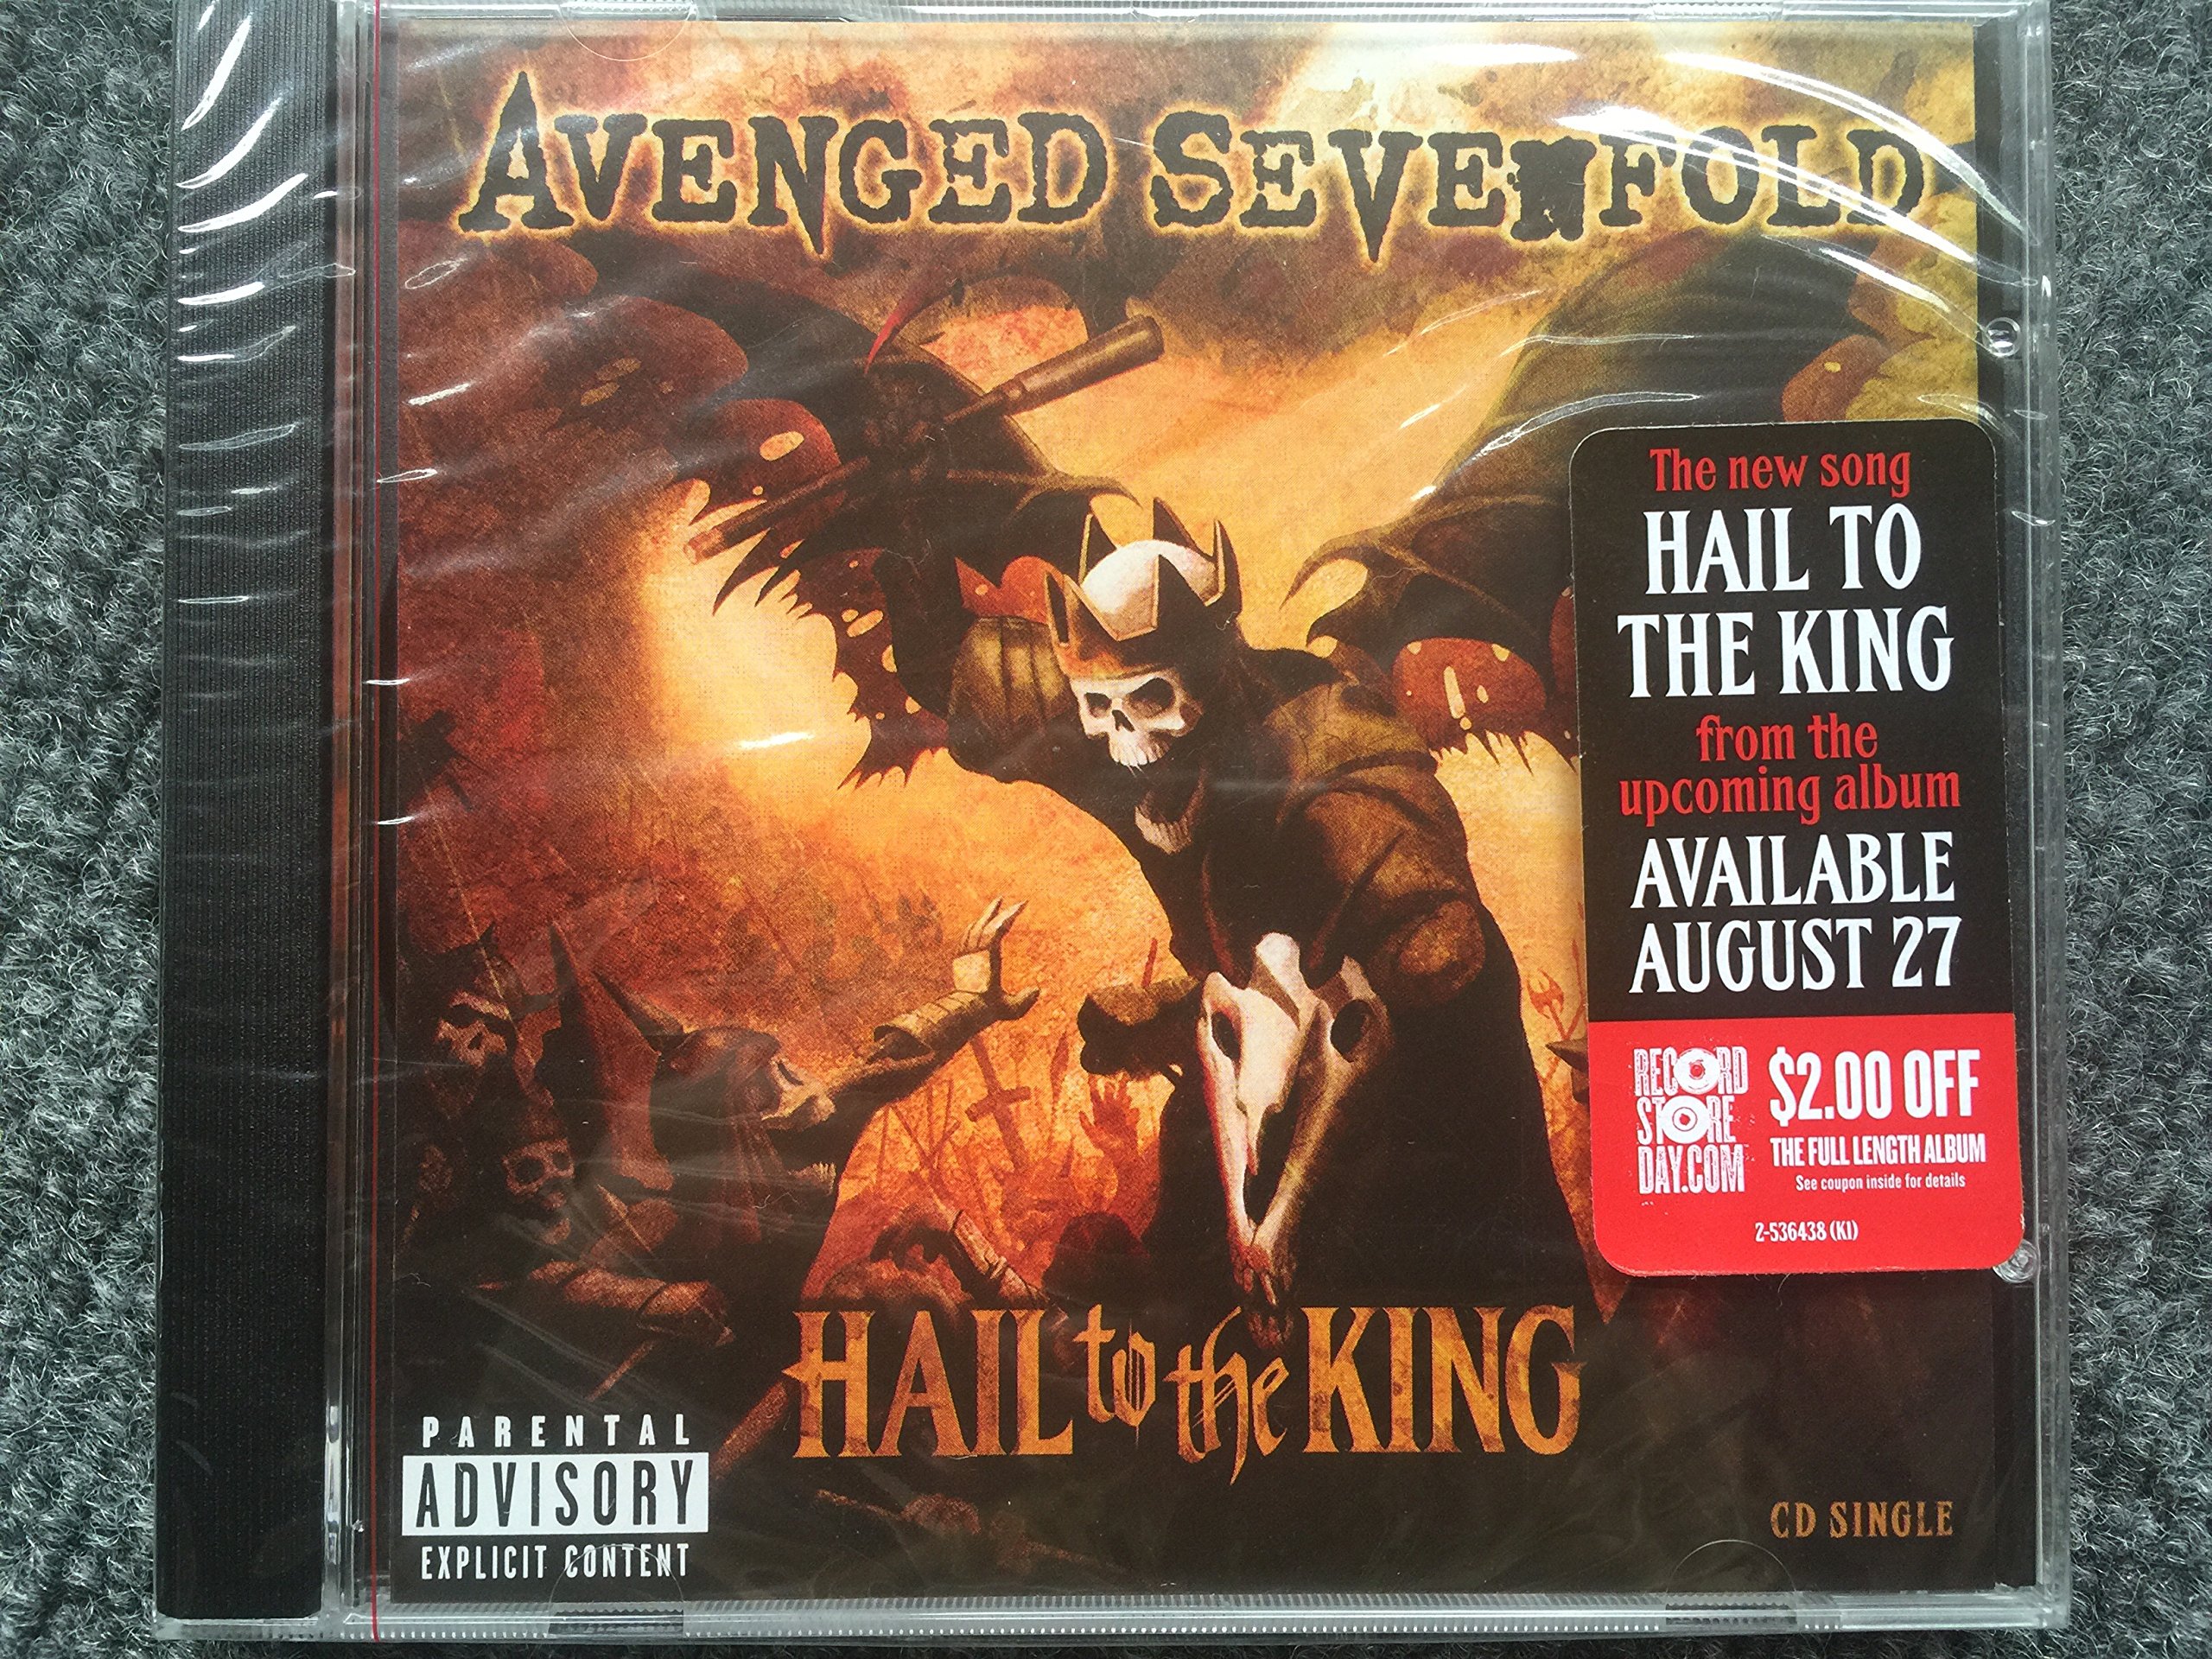 AVENGED SEVENFOLD
The new song
HAIL TO
THE KING
from the
upcoming album
AVAILABLE
AUGUST 27
RECORD
STORE
DAY.COM
$2.00 OFF
THE FULL LENGTH ALBUM
See coupon inside for details
2-536438 (K1)
HAIL to the KING
PARENTAL
ADVISORY
EXPLICIT CONTENT
CD SINGLE